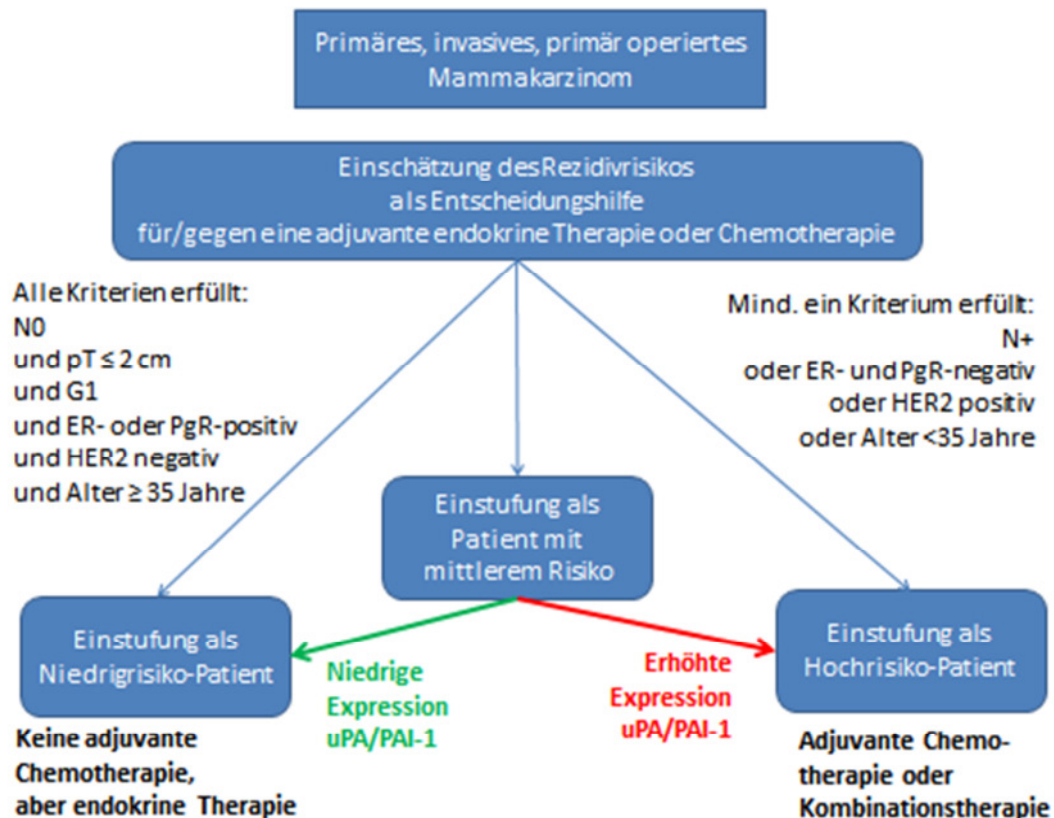 Primäres, invasives, primär operiertes
Mammakarzinom
Einschätzung des Rezidivrisikos
als Entscheidungshilfe
für/gegen eine adjuvante endokrine Therapie oder Chemotherapie
Alle Kriterien erfüllt:
N0
und pT ≤ 2 cm
und G1
und ER- oder PgR-positiv
und HER2 negativ
und Alter ≥ 35 Jahre
Mind. ein Kriterium erfüllt:
N+
oder ER- und PgR-negativ
oder HER2 positiv
oder Alter <35 Jahre
Einstufung als
Patient mit
mittlerem Risiko
Einstufung als
Niedrigrisiko-Patient
Niedrige
Expression
uPA/PAI-1
Erhöhte
Expression
uPA/PAI-1
Einstufung als
Hochrisiko-Patient
Keine adjuvante
Chemotherapie,
aber endokrine Therapie
Adjuvante Chemo-
therapie oder
Kombinationstherapie